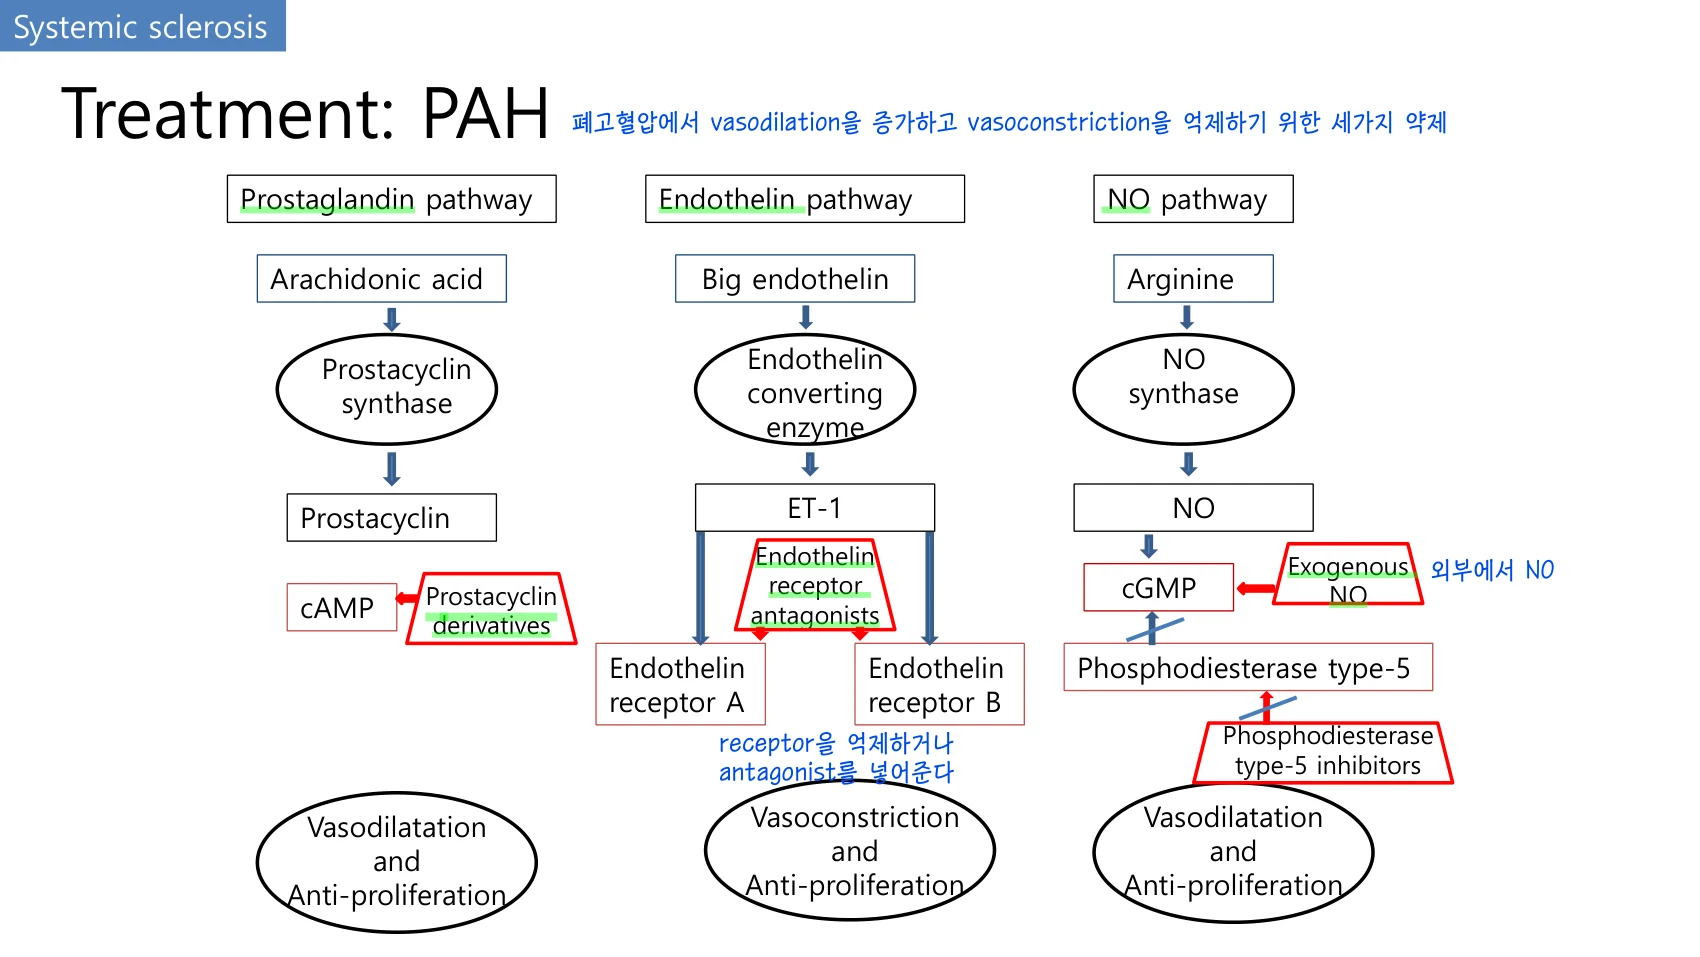 Systemic sclerosis
Treatment: PAH
폐고혈압에서 vasodilation을 증가하고 vasoconstriction을 억제하기 위한 세가지 약제
Prostaglandin pathway
Arachidonic acid
Prostacyclin
synthase
Prostacyclin
cAMP
Prostacyclin
derivatives
Vasodilatation
and
Anti-proliferation
Endothelin pathway
Big endothelin
Endothelin
converting
enzyme
ET-1
Endothelin
receptor
antagonists
Endothelin
receptor A
Endothelin
receptor B
receptor을 억제하거나
antagonist를 넣어준다
Vasoconstriction
and
Anti-proliferation
NO pathway
Arginine
NO
synthase
NO
cGMP
Exogenous
NO
외부에서 NO
Phosphodiesterase type-5
Phosphodiesterase
type-5 inhibitors
Vasodilatation
and
Anti-proliferation